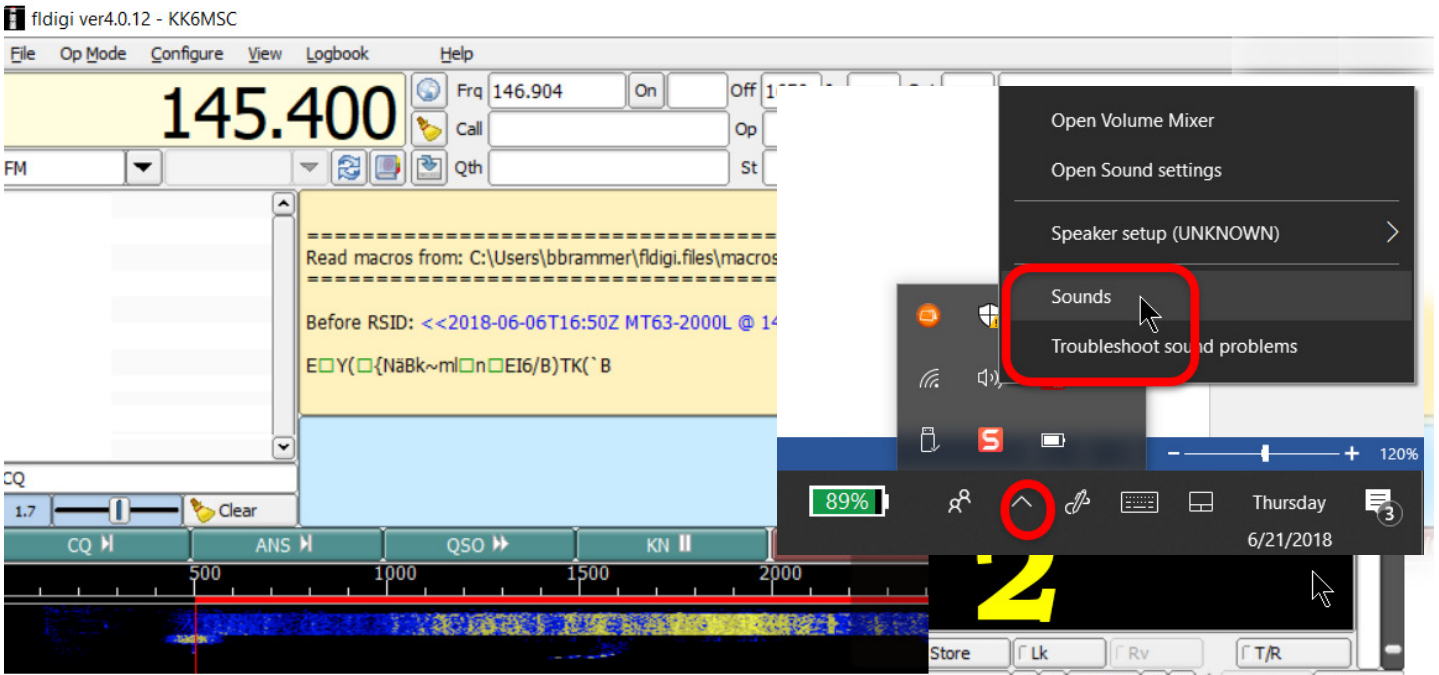 fldigi ver4.0.12 - KK6MSC
File Op Mode Configure View Logbook Help
145.400
Frq 146.904 On Off
Call Op
FM
Qth St
================================
Read macros from: C:\Users\bbrammer\fldigi.files\macros
================================
Before RSID: <<2018-06-06T16:50Z MT63-2000L @ 14
E□Y(□{NäBk~ml□n□EI6/B)TK(`B
CQ
1.7 Clear
CQ ANS QSO KN
500 1000 1500 2000
Open Volume Mixer
Open Sound settings
Speaker setup (UNKNOWN)
Sounds
Troubleshoot sound problems
S
120%
89%
Thursday
6/21/2018
3
2
Store Lk Rv T/R